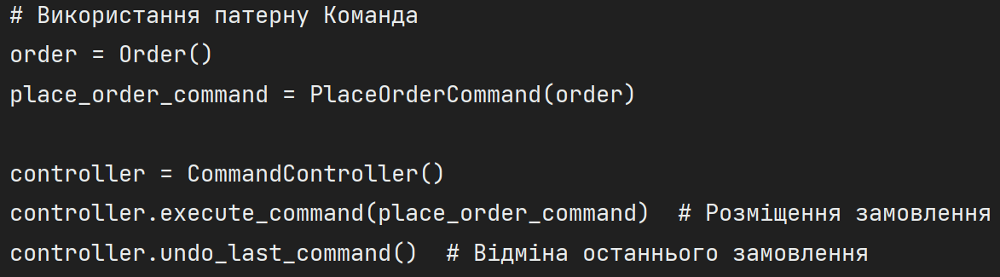 # Використання патерну Команда
order = Order()
place_order_command = PlaceOrderCommand(order)
controller = CommandController()
controller.execute_command(place_order_command)  # Розміщення замовлення
controller.undo_last_command()  # Відміна останнього замовлення